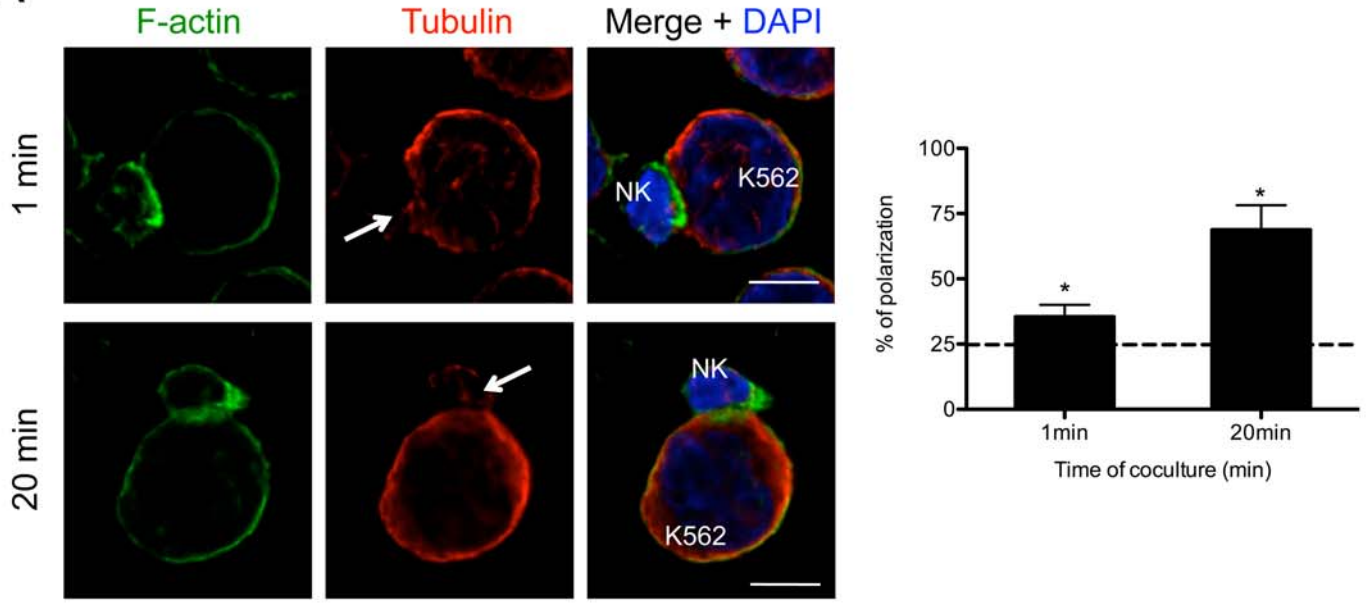 F-actin
Tubulin
Merge + DAPI
1 min
NK
K562
20 min
NK
K562
100
75
50
25
0
% of polarization
*
*
1min
20min
Time of coculture (min)